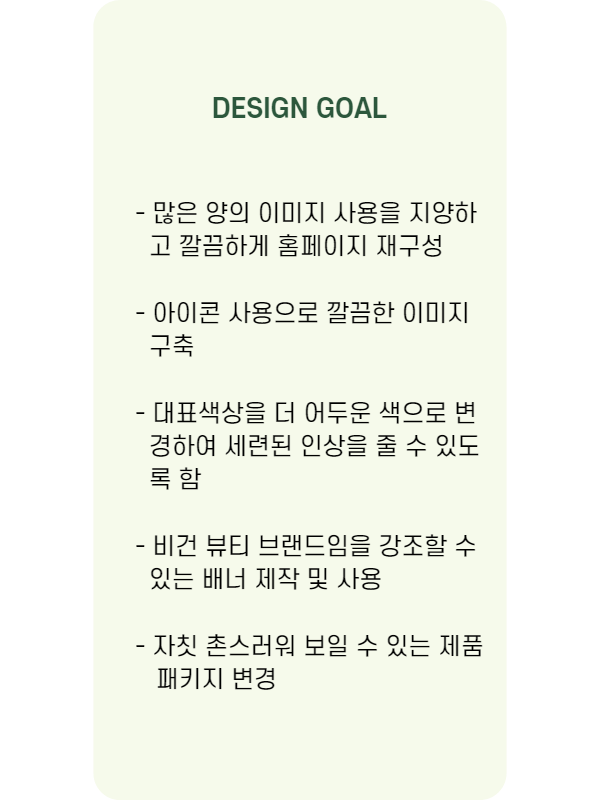 DESIGN GOAL
- 많은 양의 이미지 사용을 지양하
고 깔끔하게 홈페이지 재구성
- 아이콘 사용으로 깔끔한 이미지
구축
- 대표색상을 더 어두운 색으로 변
경하여 세련된 인상을 줄 수 있도
록 함
- 비건 뷰티 브랜드임을 강조할 수
있는 배너 제작 및 사용
- 자칫 촌스러워 보일 수 있는 제품
패키지 변경